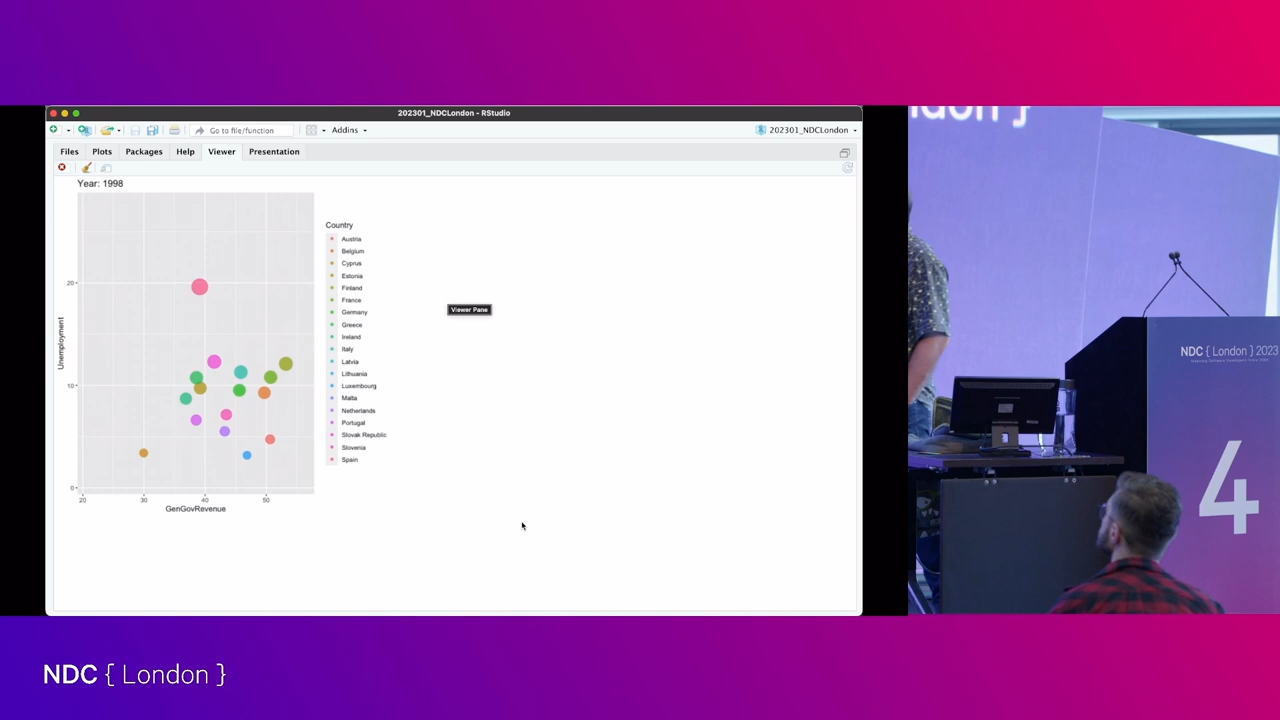 202301_NDCLondon - RStudio
Go to file/function
Addins
202301_NDCLondon
Files
Plots
Packages
Help
Viewer
Presentation
Year: 1998
Unemployment
20
10
0
20
30
40
50
GenGovRevenue
Country
Austria
Belgium
Cyprus
Estonia
Finland
France
Germany
Greece
Ireland
Italy
Latvia
Lithuania
Luxembourg
Malta
Netherlands
Portugal
Slovak Republic
Slovenia
Spain
Viewer Pane
NDC { London } 2023
4
NDC { London }